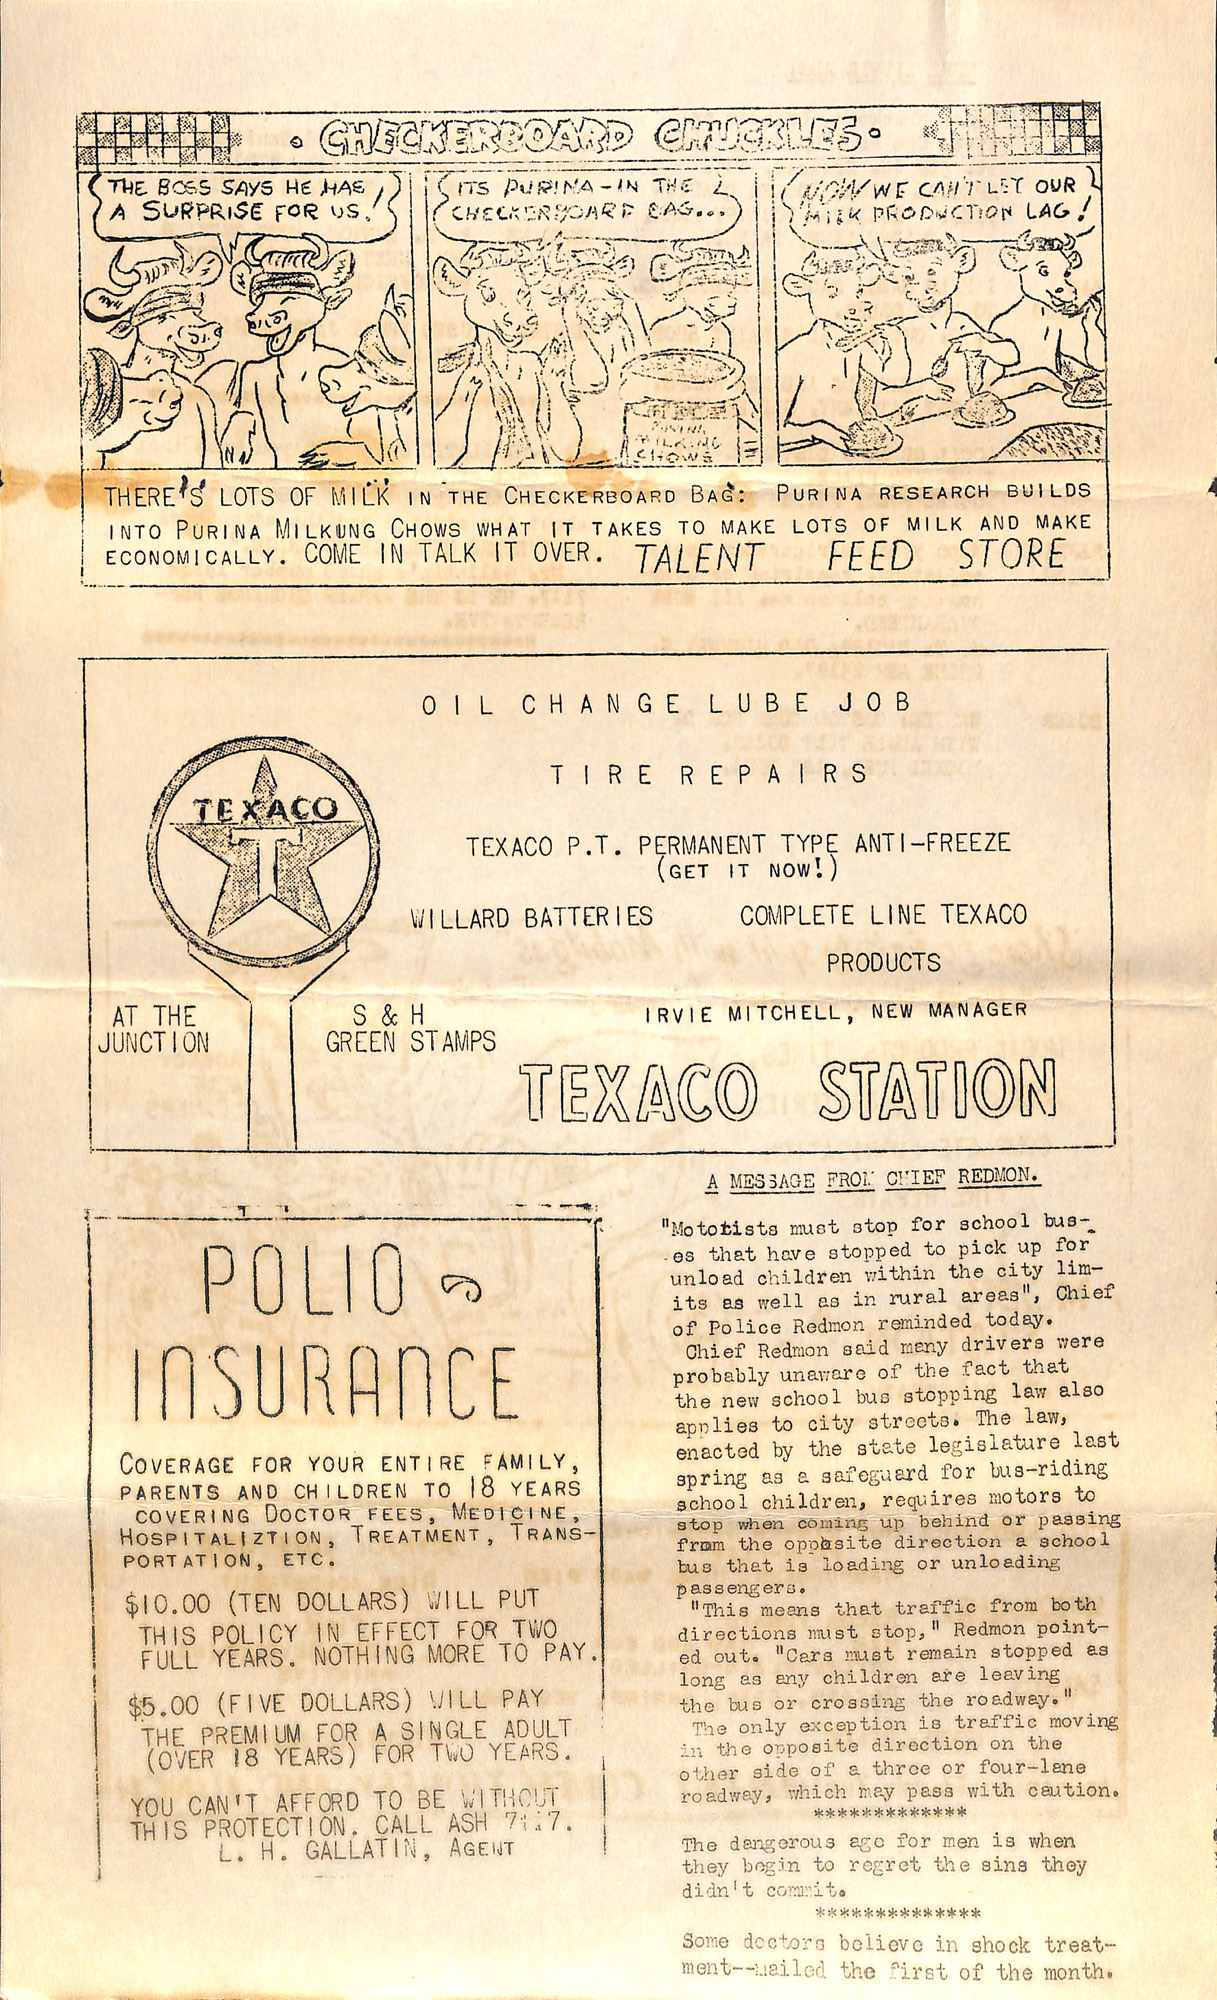 CHECKERBOARD CHUCKLES
THE BOSS SAYS HE HAS
A SURPRISE FOR US!
ITS PURINA-IN THE
CHECKERBOARD BAG...
NOW WE CAN'T LET OUR
MILK PRODUCTION LAG!
PURINA
MILKING
CHOWS
THERE'S LOTS OF MILK IN THE CHECKERBOARD BAG: PURINA RESEARCH BUILDS
INTO PURINA MILKUNG CHOWS WHAT IT TAKES TO MAKE LOTS OF MILK AND MAKE
ECONOMICALLY. COME IN TALK IT OVER. TALENT FEED STORE
OIL CHANGE LUBE JOB
TIRE REPAIRS
TEXACO
T
TEXACO P.T. PERMANENT TYPE ANTI-FREEZE
(GET IT NOW!)
WILLARD BATTERIES COMPLETE LINE TEXACO
PRODUCTS
AT THE
JUNCTION
S & H
GREEN STAMPS
IRVIE MITCHELL, NEW MANAGER
TEXACO STATION
POLIO
INSURANCE
COVERAGE FOR YOUR ENTIRE FAMILY,
PARENTS AND CHILDREN TO 18 YEARS
COVERING DOCTOR FEES, MEDICINE,
HOSPITALIZTION, TREATMENT, TRANS-
PORTATION, ETC.
$10.00 (TEN DOLLARS) WILL PUT
THIS POLICY IN EFFECT FOR TWO
FULL YEARS. NOTHING MORE TO PAY.
$5.00 (FIVE DOLLARS) WILL PAY
THE PREMIUM FOR A SINGLE ADULT
(OVER 18 YEARS) FOR TWO YEARS.
YOU CAN'T AFFORD TO BE WITHOUT
THIS PROTECTION. CALL ASH
L. H. GALLATIN, AGENT
A MESSAGE FROM CHIEF REDMON.
"Mototists must stop for school bus-
es that have stopped to pick up for
unload children within the city lim-
its as well as in rural areas", Chief
of Police Redmon reminded today.
Chief Redmon said many drivers were
probably unaware of the fact that
the new school bus stopping law also
applies to city streets. The law,
enacted by the state legislature last
spring as a safeguard for bus-riding
school children, requires motors to
stop when coming up behind or passing
from the opposite direction a school
bus that is loading or unloading
passengers.
"This means that traffic from both
directions must stop," Redmon point-
ed out. "Cars must remain stopped as
long as any children are leaving
the bus or crossing the roadway."
The only exception is traffic moving
in the opposite direction on the
other side of a three or four-lane
roadway, which may pass with caution.
*************
The dangerous age for men is when
they begin to regret the sins they
didn't commit.
**************
Some doctors believe in shock treat-
ment--mailed the first of the month.